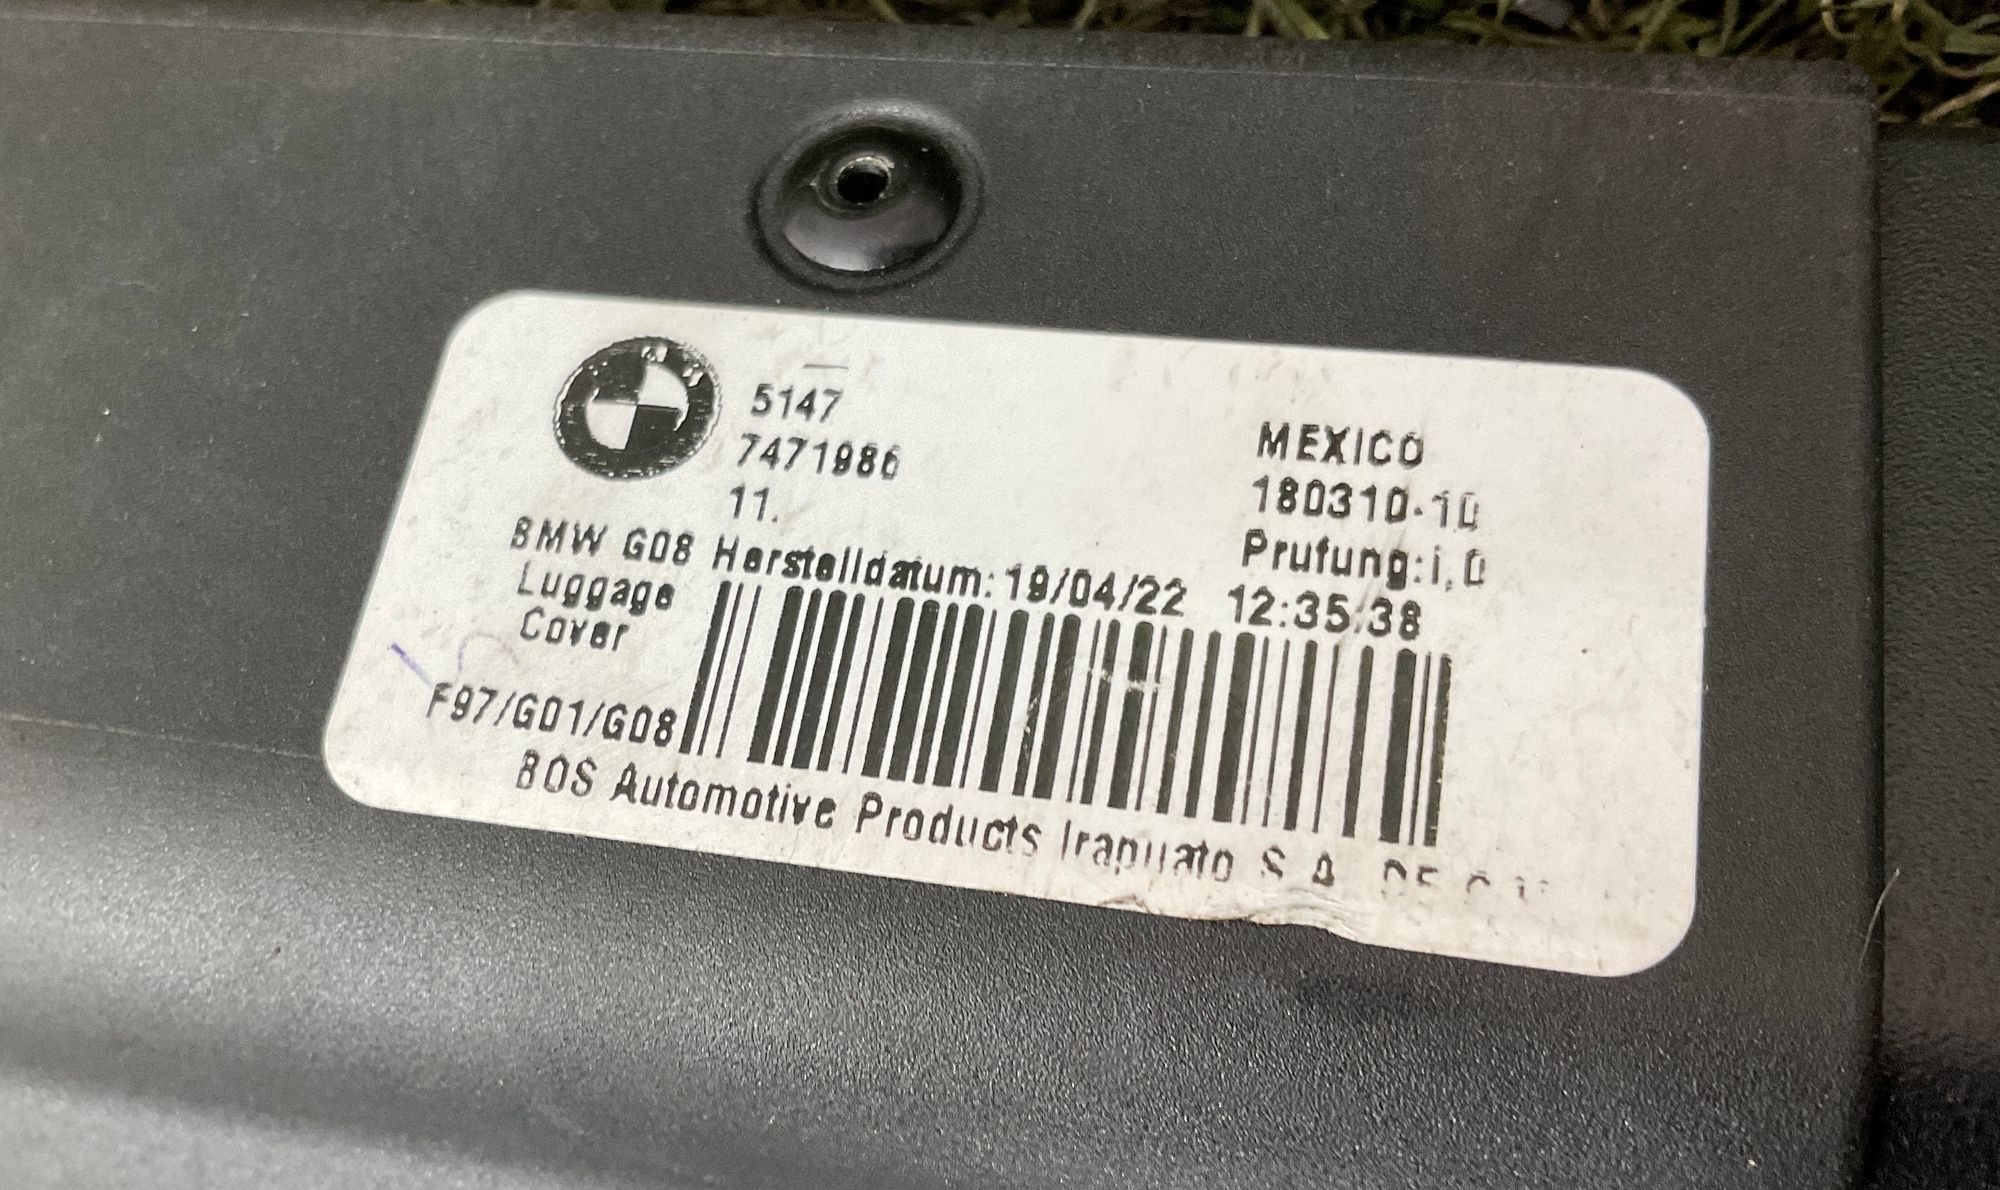 5147
7471986
11.
MEXICO
180310-10
Prufung:i.0
BMW G08 Herstelldatum: 19/04/22 12:35:38
Luggage
Cover
F97/G01/G08
BOS Automotive Products Irapuato S A DE